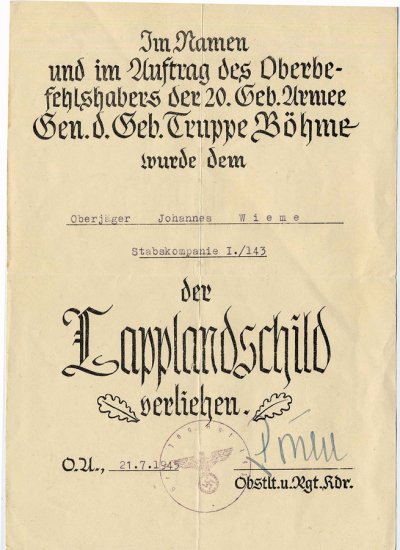 Im Namen
und im Auftrag des Oberbe-
fehlshabers der 20. Geb. Armee
Gen. d. Geb. Truppe Böhme
wurde dem
Oberjäger Johannes Wieme
Stabskompanie I./143
der
Lapplandschild
verliehen.
O.U., 21.7.1945
Obstlt. u. Rgt. Kdr.